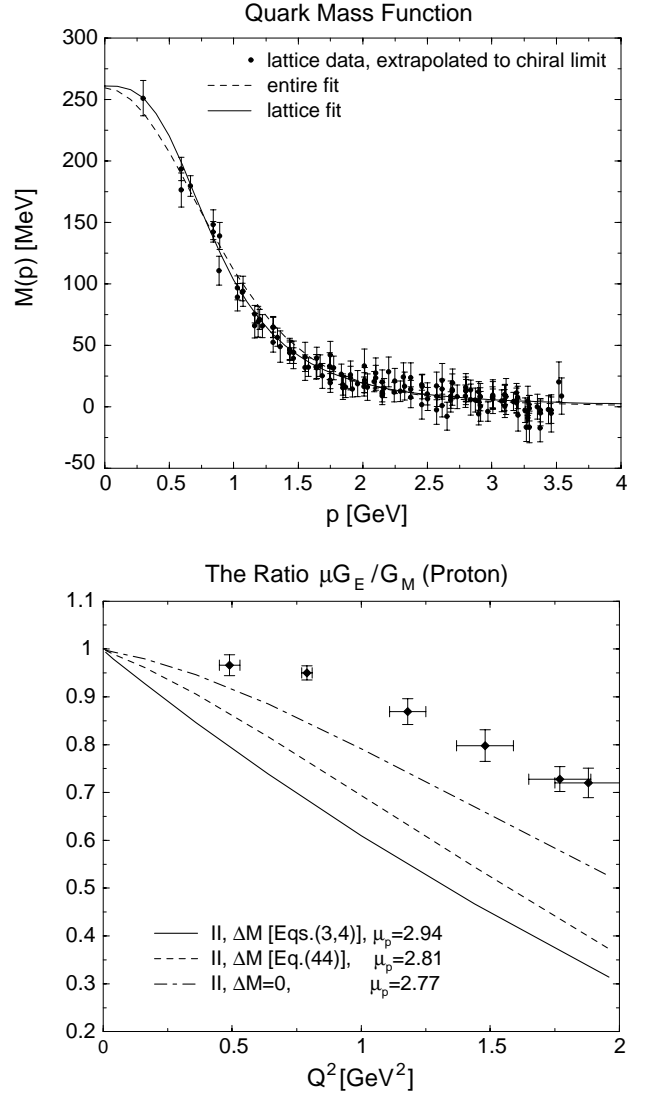 Quark Mass Function
300
250
200
150
100
50
0
-50
M(p) [MeV]
lattice data, extrapolated to chiral limit
entire fit
lattice fit
0 0.5 1 1.5 2 2.5 3 3.5 4
p [GeV]
The Ratio μG_E /G_M (Proton)
1.1
1
0.9
0.8
0.7
0.6
0.5
0.4
0.3
0.2
II, ΔM [Eqs.(3,4)], μ_p=2.94
II, ΔM [Eq.(44)], μ_p=2.81
II, ΔM=0, μ_p=2.77
0 0.5 1 1.5 2
Q^2[GeV^2]